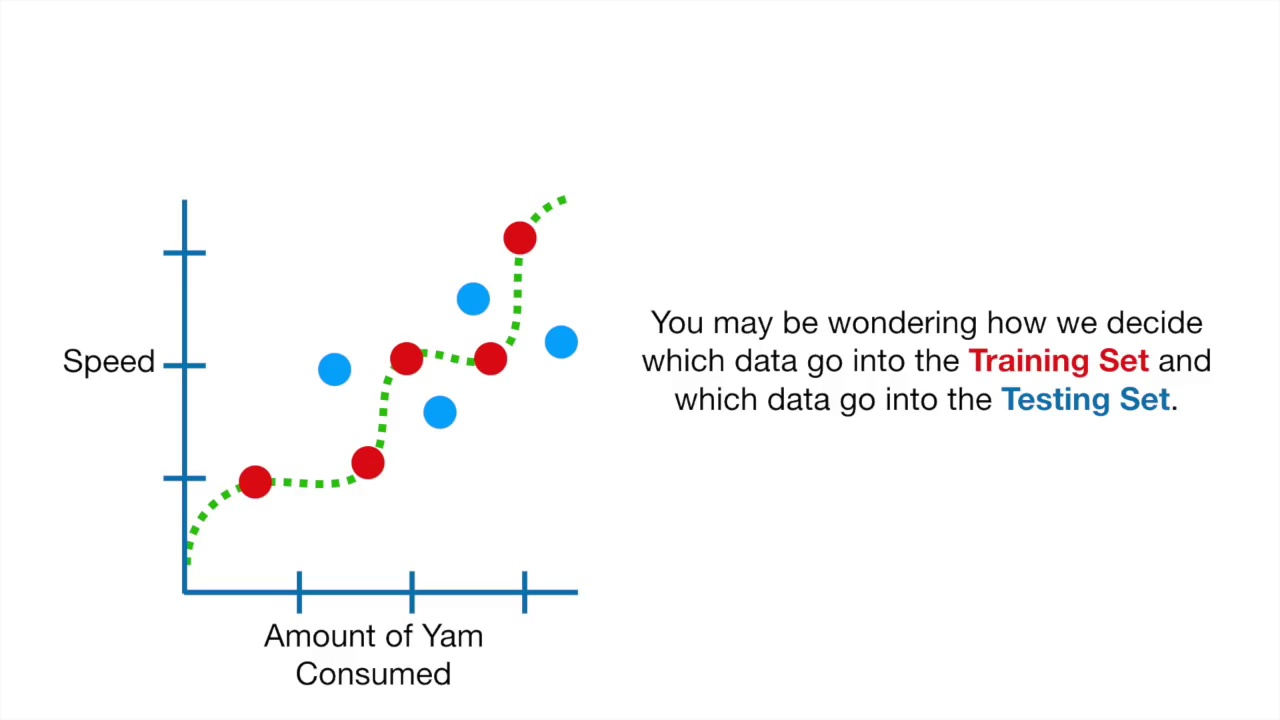 Speed
Amount of Yam
Consumed
You may be wondering how we decide
which data go into the Training Set and
which data go into the Testing Set.